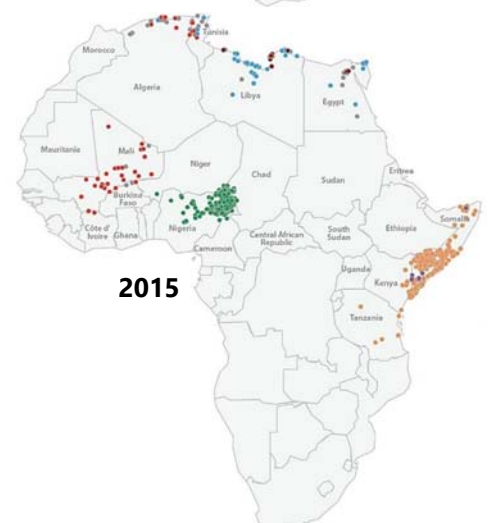 Tunisia
Morocco
Algeria
Libya
Egypt
Mauritania
Mali
Niger
Chad
Sudan
Eritrea
Burkina
Faso
Côte d'
Ivoire
Ghana
Nigeria
Cameroon
Central African
Republic
South
Sudan
Ethiopia
Somalia
Uganda
Kenya
2015
Tanzania